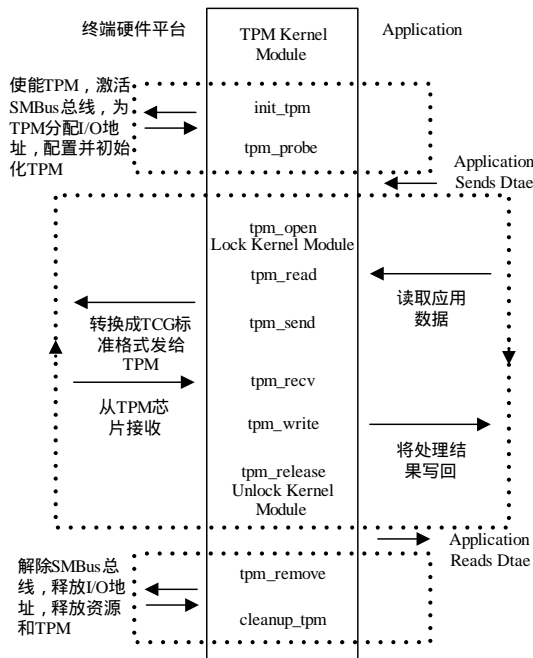 终端硬件平台
TPM Kernel
Module
Application
使能TPM，激活
SMBus总线，为
TPM分配I/O地
址，配置并初始
化TPM
init_tpm
tpm_probe
Application
Sends Dtae
tpm_open
Lock Kernel Module
tpm_read
读取应用
数据
转换成TCG标
准格式发给
TPM
tpm_send
tpm_recv
从TPM芯
片接收
tpm_write
将处理结
果写回
tpm_release
Unlock Kernel
Module
Application
Reads Dtae
解除SMBus总
线，释放I/O地
址，释放资源
和TPM
tpm_remove
cleanup_tpm